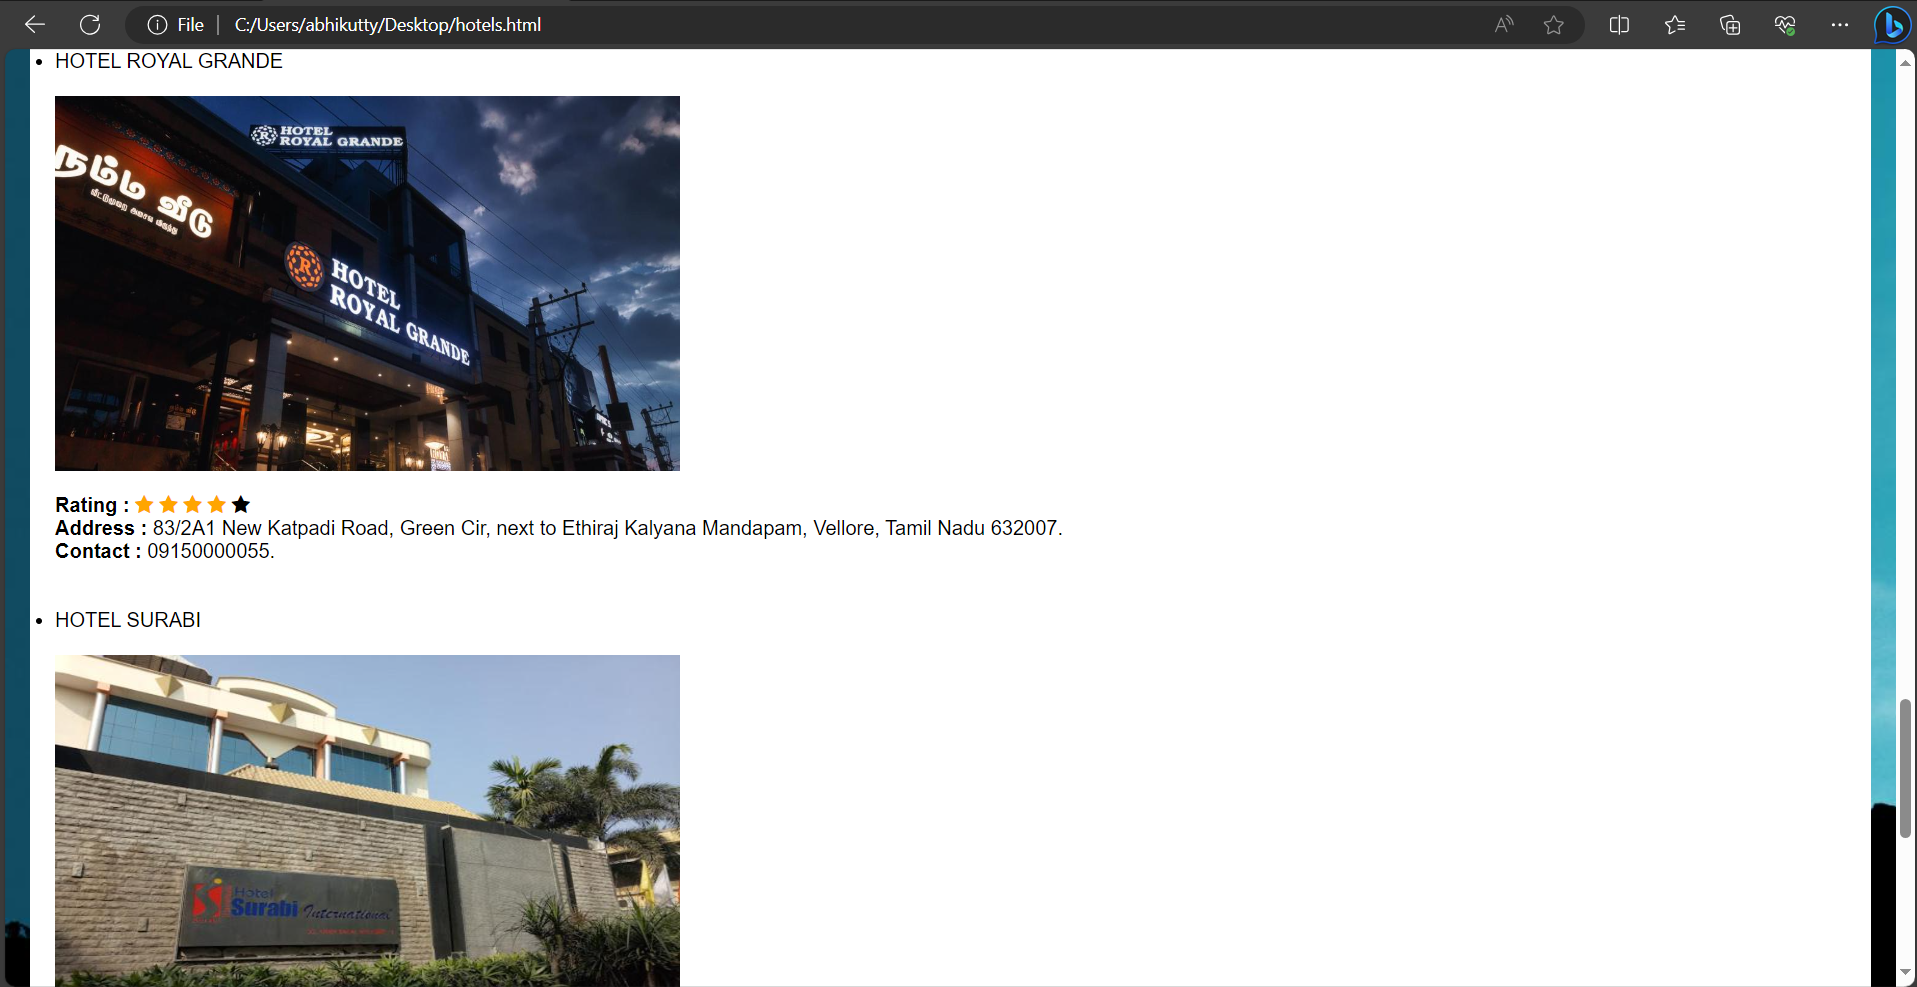 File C:/Users/abhikutty/Desktop/hotels.html
HOTEL ROYAL GRANDE
HOTEL
ROYAL GRANDE
நம்ம வீடு
வீட்டுமுறை அசைவ விருந்து
R HOTEL
ROYAL GRANDE
Rating :
Address : 83/2A1 New Katpadi Road, Green Cir, next to Ethiraj Kalyana Mandapam, Vellore, Tamil Nadu 632007.
Contact : 09150000055.
HOTEL SURABI
Hotel
Surabi International